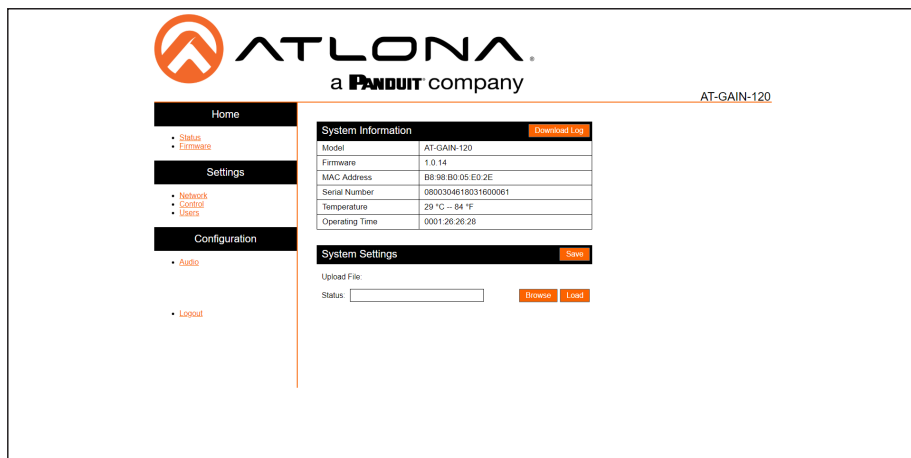 ATLONA.
a PANDUIT company
AT-GAIN-120
Home
Status
Firmware
Settings
Network
Control
Users
Configuration
Audio
Logout
System Information Download Log
Model AT-GAIN-120
Firmware 1.0.14
MAC Address B8:98:B0:05:E0:2E
Serial Number 0800304618031600061
Temperature 29 °C -- 84 °F
Operating Time 0001:26:26:28
System Settings Save
Upload File:
Status: Browse Load